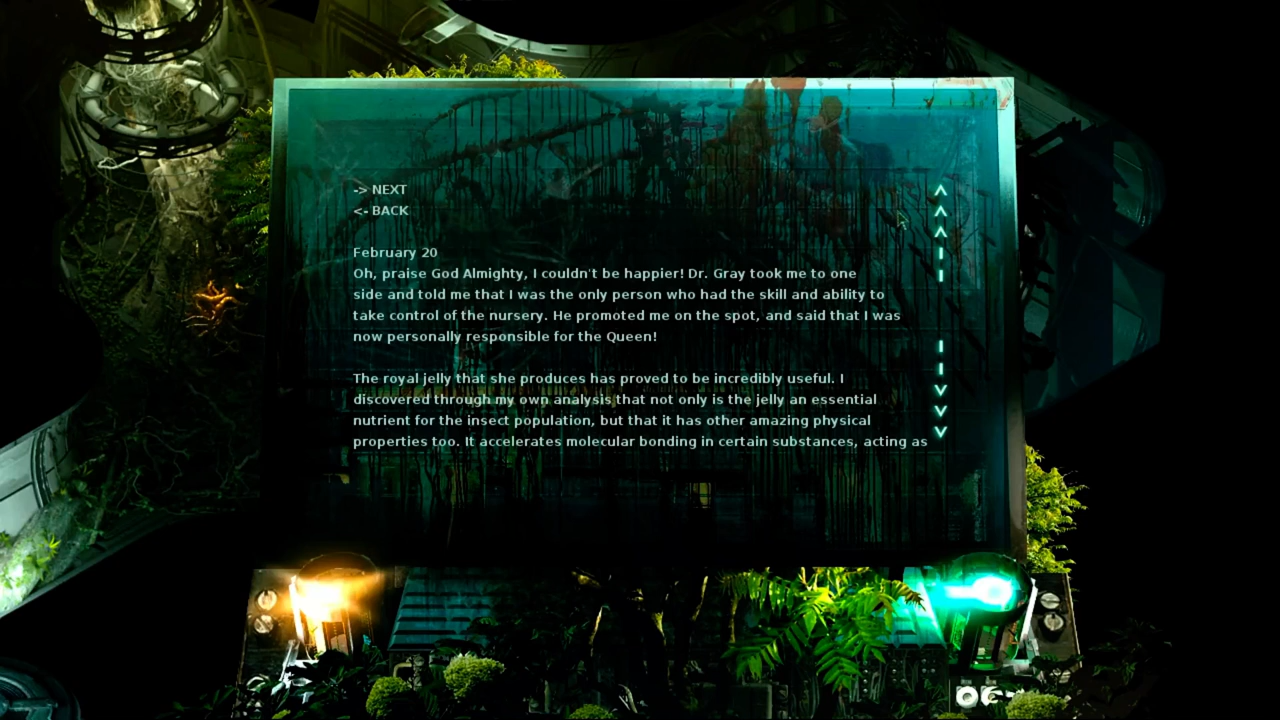 -> NEXT
<- BACK
February 20
Oh, praise God Almighty, I couldn't be happier! Dr. Gray took me to one
side and told me that I was the only person who had the skill and ability to
take control of the nursery. He promoted me on the spot, and said that I was
now personally responsible for the Queen!
The royal jelly that she produces has proved to be incredibly useful. I
discovered through my own analysis that not only is the jelly an essential
nutrient for the insect population, but that it has other amazing physical
properties too. It accelerates molecular bonding in certain substances, acting as